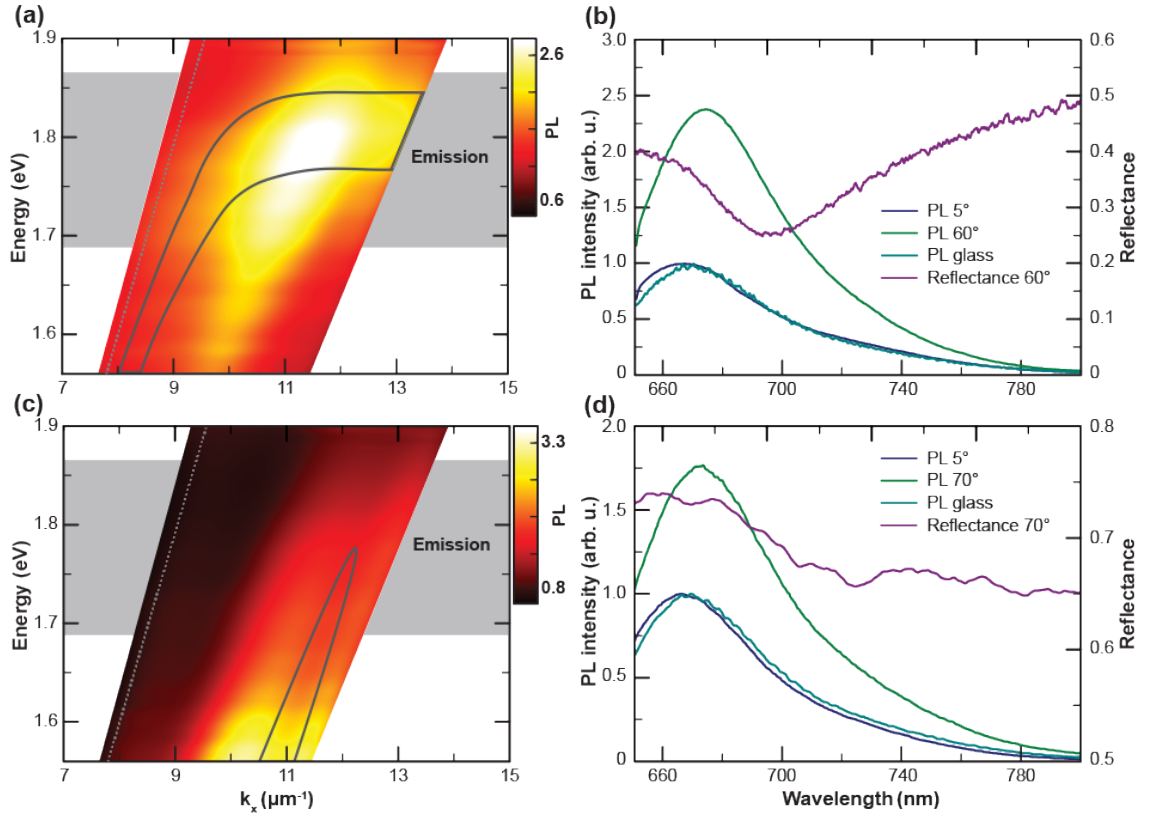 (a)
1.9
1.8
1.7
1.6
Energy (eV)
7
9
11
13
15
Emission
2.6
PL
0.6
(b)
3.0
2.5
2.0
1.5
1.0
0.5
0
PL intensity (arb. u.)
660
700
740
780
0.6
0.5
0.4
0.3
0.2
0.1
0
Reflectance
PL 5°
PL 60°
PL glass
Reflectance 60°
(c)
1.9
1.8
1.7
1.6
Energy (eV)
7
9
11
13
15
kx (μm-1)
Emission
3.3
PL
0.8
(d)
2.0
1.5
1.0
0.5
0
PL intensity (arb. u.)
660
700
740
780
Wavelength (nm)
0.8
0.7
0.6
0.5
Reflectance
PL 5°
PL 70°
PL glass
Reflectance 70°